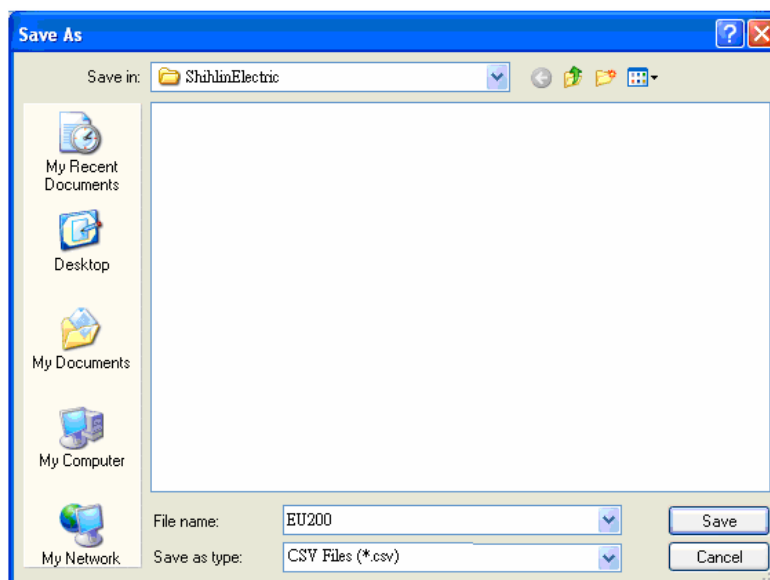 Save As
Save in: ShihlinElectric
My Recent
Documents
Desktop
My Documents
My Computer
My Network
File name: EU200 Save
Save as type: CSV Files (*.csv) Cancel